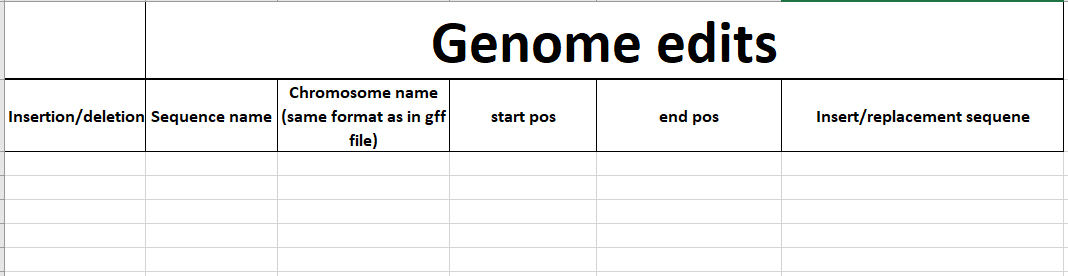 Genome edits
Insertion/deletion
Sequence name
Chromosome name
(same format as in gff
file)
start pos
end pos
Insert/replacement sequene